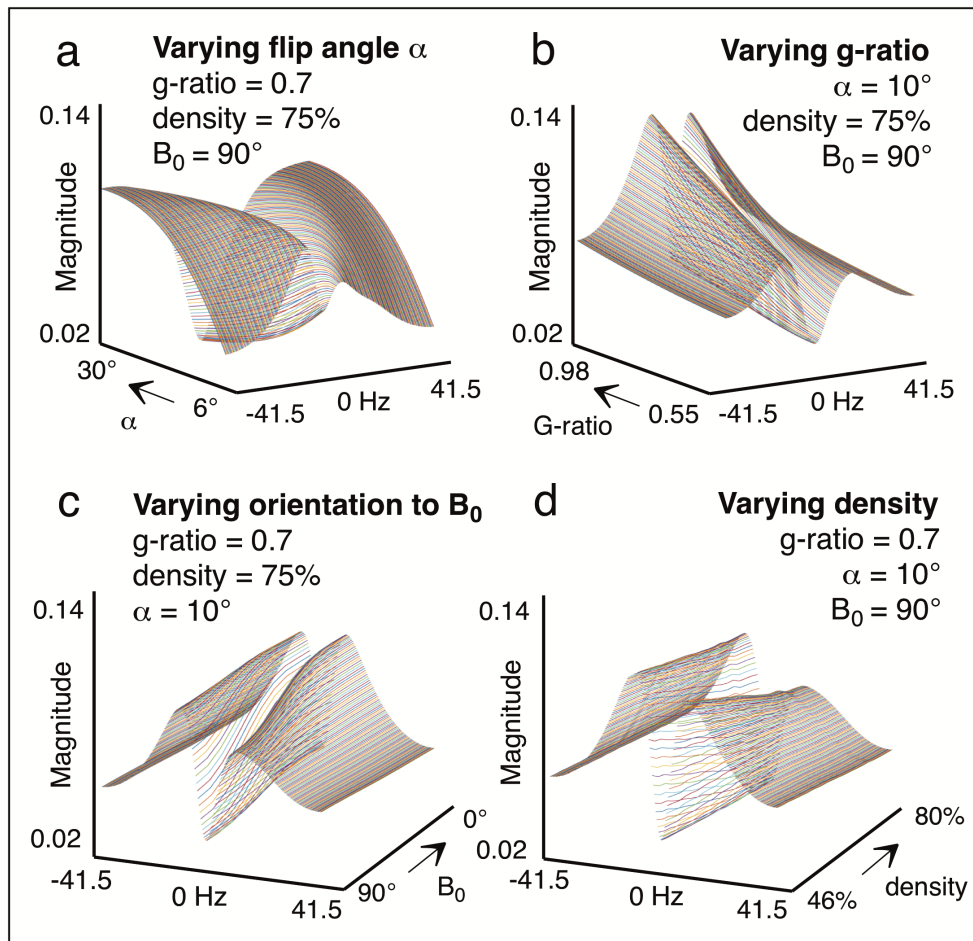 a
Varying flip angle α
g-ratio = 0.7
density = 75%
B0 = 90°
0.14
Magnitude
0.02
30°
α
6°
-41.5
0 Hz
41.5
b
Varying g-ratio
α = 10°
density = 75%
B0 = 90°
0.14
Magnitude
0.02
0.98
G-ratio
0.55
-41.5
0 Hz
41.5
c
Varying orientation to B0
g-ratio = 0.7
density = 75%
α = 10°
0.14
Magnitude
0.02
-41.5
0 Hz
41.5
90°
B0
0°
d
Varying density
g-ratio = 0.7
α = 10°
B0 = 90°
0.14
Magnitude
0.02
-41.5
0 Hz
41.5
46%
density
80%